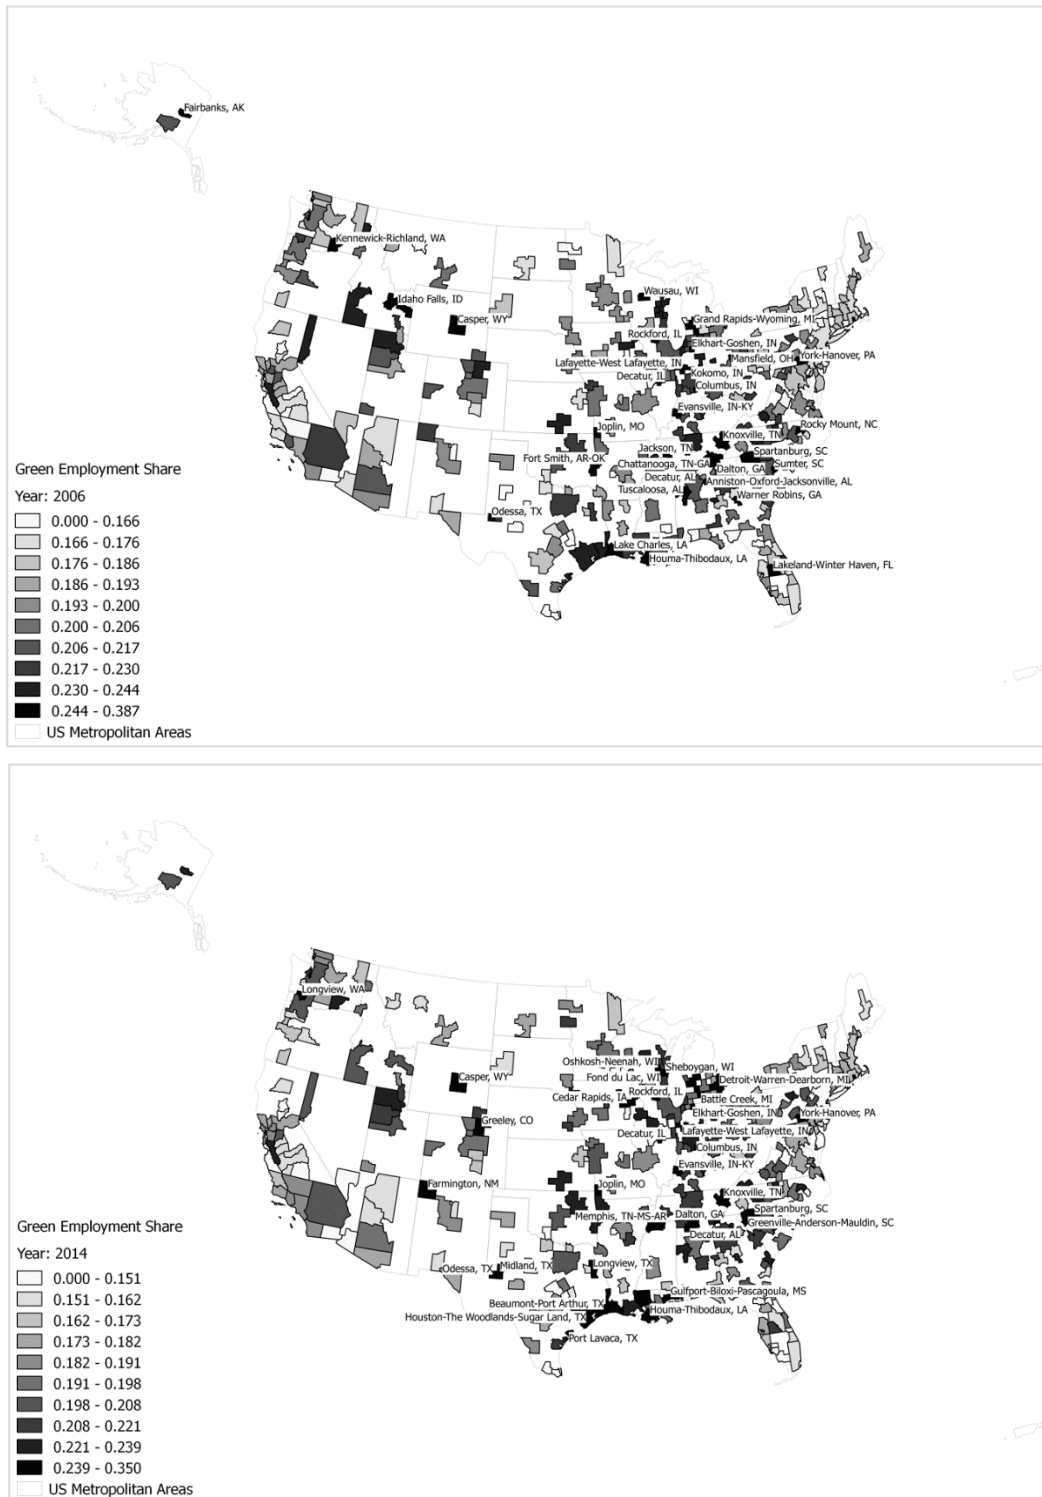 Fairbanks, AK
Kennewick-Richland, WA
Idaho Falls, ID
Wausau, WI
Casper, WY
Grand Rapids-Wyoming, MI
Rockford, IL
Elkhart-Goshen, IN
Mansfield, OH
York-Hanover, PA
Lafayette-West Lafayette, IN
Kokomo, IN
Decatur, IL
Columbus, IN
Evansville, IN-KY
Joplin, MO
Rocky Mount, NC
Knoxville, TN
Jackson, TN
Spartanburg, SC
Fort Smith, AR-OK
Chattanooga, TN-GA
Sumter, SC
Dalton, GA
Decatur, AL
Anniston-Oxford-Jacksonville, AL
Tuscaloosa, AL
Warner Robins, GA
Odessa, TX
Lake Charles, LA
Houma-Thibodaux, LA
Lakeland-Winter Haven, FL
Green Employment Share
Year: 2006
0.000 - 0.166
0.166 - 0.176
0.176 - 0.186
0.186 - 0.193
0.193 - 0.200
0.200 - 0.206
0.206 - 0.217
0.217 - 0.230
0.230 - 0.244
0.244 - 0.387
US Metropolitan Areas
Longview, WA
Oshkosh-Neenah, WI
Sheboygan, WI
Casper, WY
Fond du Lac, WI
Detroit-Warren-Dearborn, MI
Rockford, IL
Cedar Rapids, IA
Battle Creek, MI
Elkhart-Goshen, IN
York-Hanover, PA
Greeley, CO
Decatur, IL
Lafayette-West Lafayette, IN
Columbus, IN
Evansville, IN-KY
Farmington, NM
Joplin, MO
Knoxville, TN
Spartanburg, SC
Memphis, TN-MS-AR
Dalton, GA
Greenville-Anderson-Mauldin, SC
Decatur, AL
Odessa, TX
Midland, TX
Longview, TX
Gulfport-Biloxi-Pascagoula, MS
Beaumont-Port Arthur, TX
Houma-Thibodaux, LA
Houston-The Woodlands-Sugar Land, TX
Port Lavaca, TX
Green Employment Share
Year: 2014
0.000 - 0.151
0.151 - 0.162
0.162 - 0.173
0.173 - 0.182
0.182 - 0.191
0.191 - 0.198
0.198 - 0.208
0.208 - 0.221
0.221 - 0.239
0.239 - 0.350
US Metropolitan Areas